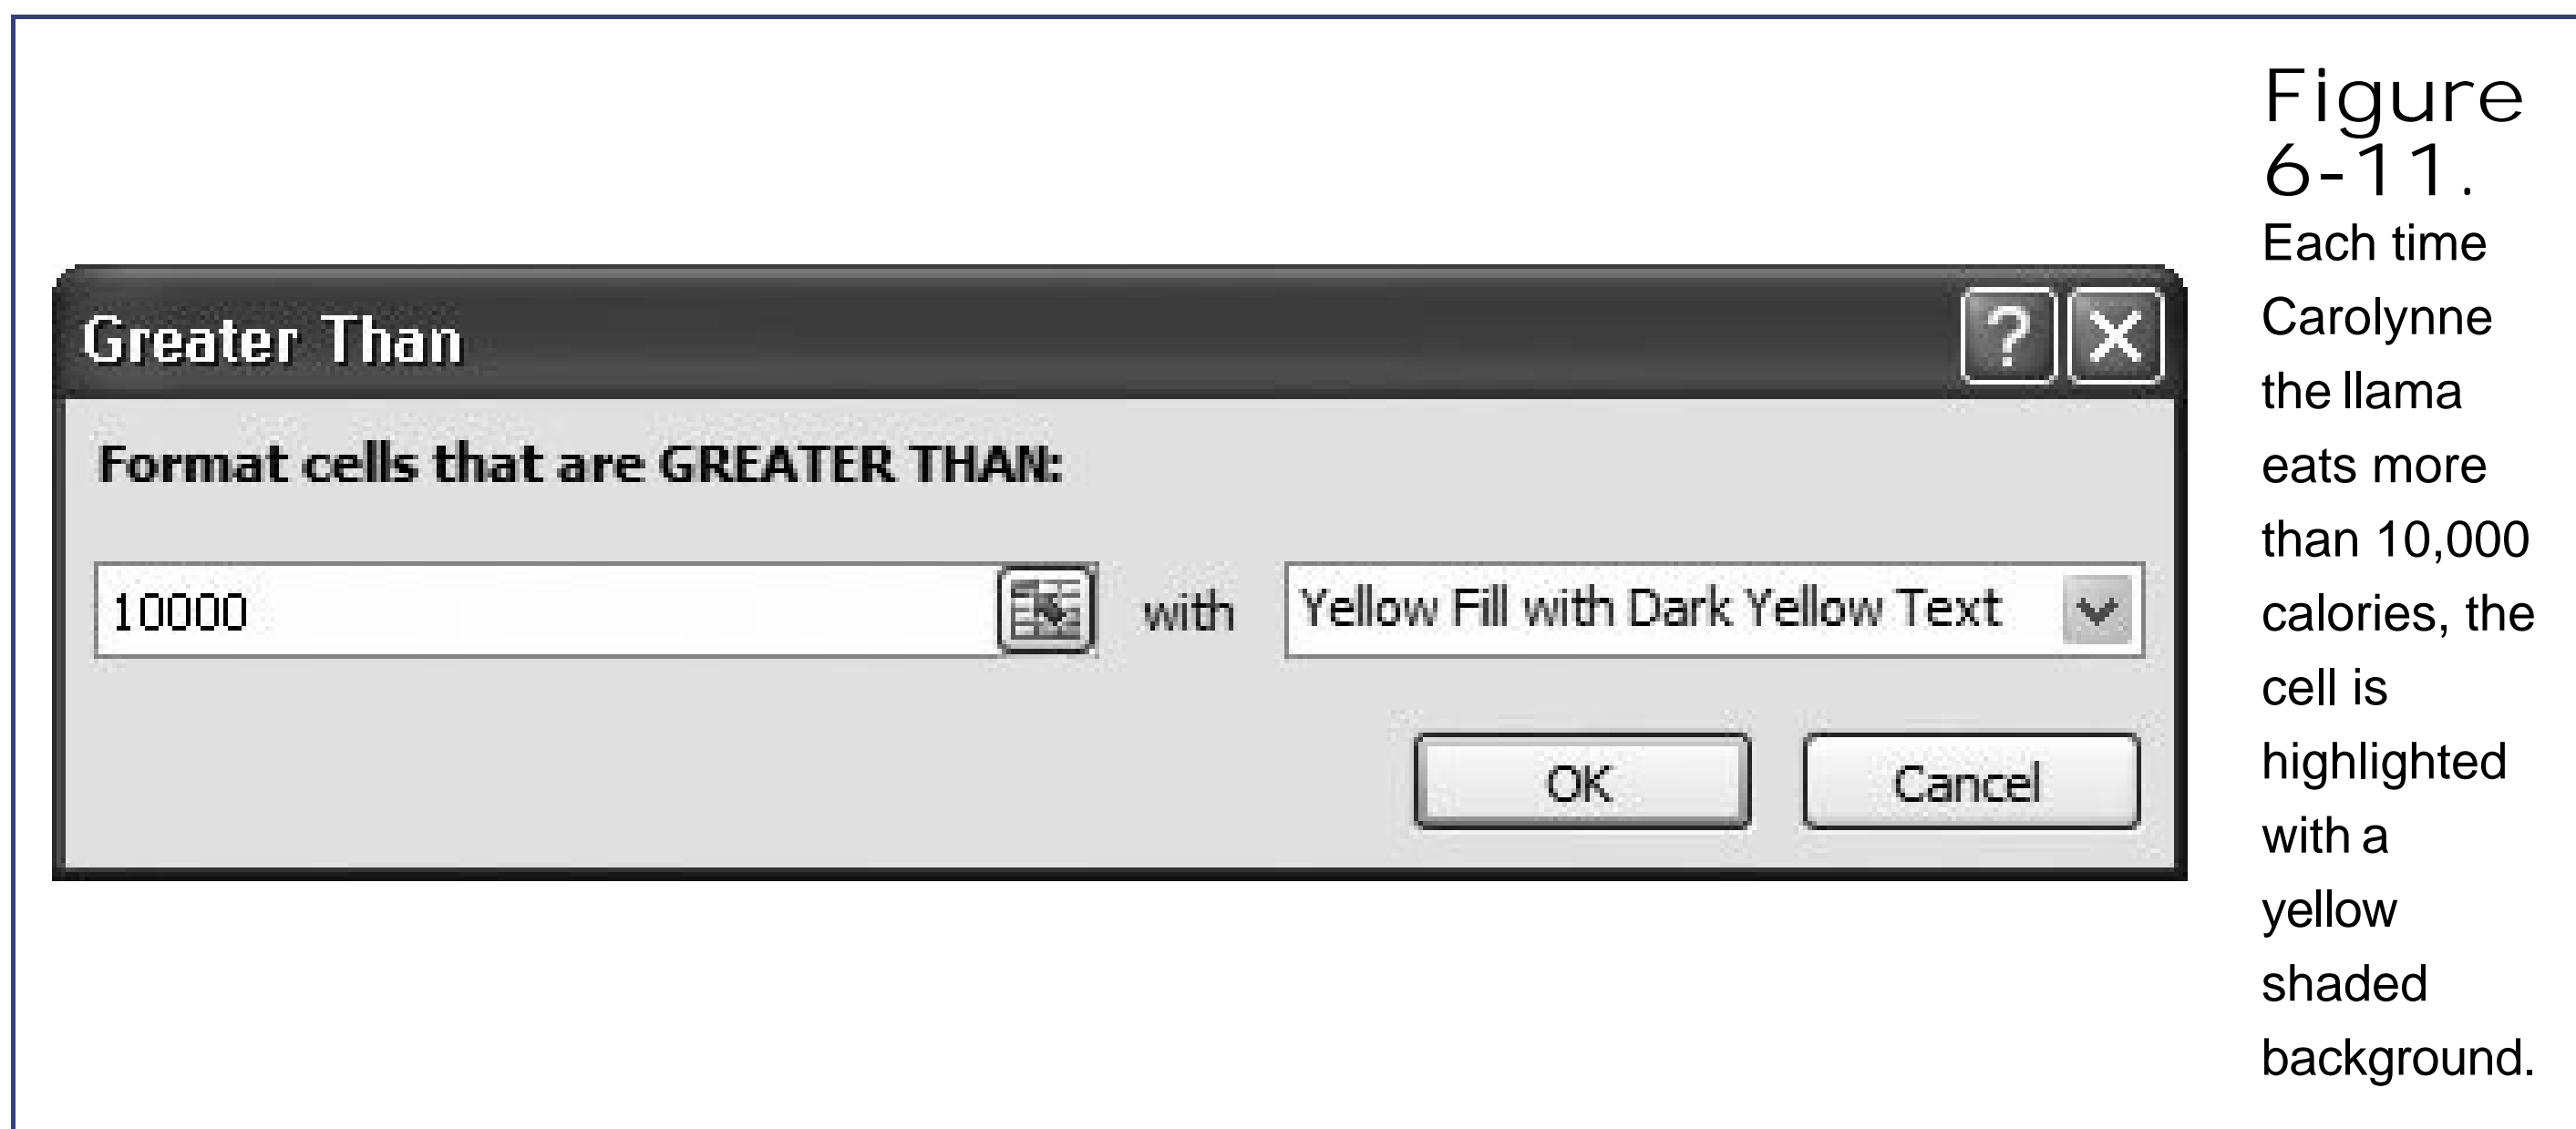 Greater Than
Format cells that are GREATER THAN:
10000 with Yellow Fill with Dark Yellow Text
OK Cancel
Figure
6-11.
Each time
Carolynne
the llama
eats more
than 10,000
calories, the
cell is
highlighted
with a
yellow
shaded
background.